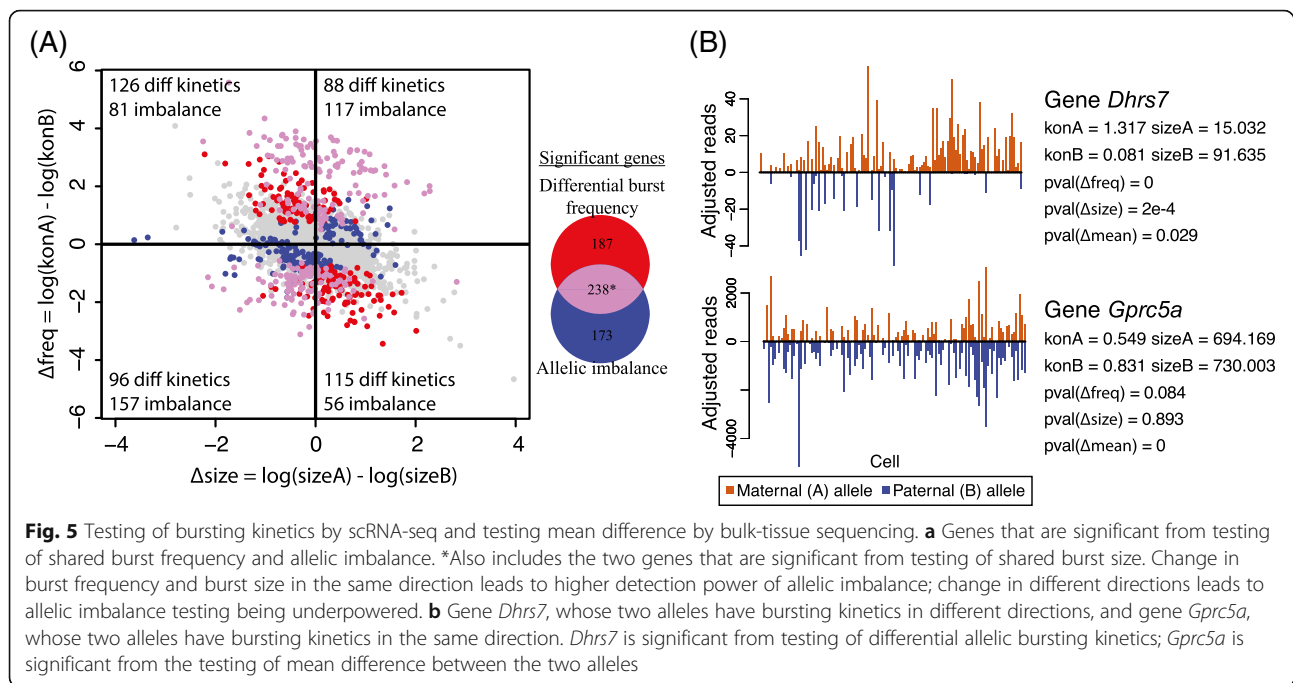 (A)
6
4
2
0
−2
−4
−6
Δfreq = log(konA) - log(konB)
126 diff kinetics
81 imbalance
88 diff kinetics
117 imbalance
96 diff kinetics
157 imbalance
115 diff kinetics
56 imbalance
−4
−2
0
2
4
Δsize = log(sizeA) - log(sizeB)
Significant genes
Differential burst
frequency
187
238*
173
Allelic imbalance
(B)
Adjusted reads
40
20
0
−20
−40
Gene Dhrs7
konA = 1.317 sizeA = 15.032
konB = 0.081 sizeB = 91.635
pval(Δfreq) = 0
pval(Δsize) = 2e-4
pval(Δmean) = 0.029
Adjusted reads
2000
0
−4000
Gene Gprc5a
konA = 0.549 sizeA = 694.169
konB = 0.831 sizeB = 730.003
pval(Δfreq) = 0.084
pval(Δsize) = 0.893
pval(Δmean) = 0
Cell
Maternal (A) allele Paternal (B) allele
Fig. 5 Testing of bursting kinetics by scRNA-seq and testing mean difference by bulk-tissue sequencing. a Genes that are significant from testing
of shared burst frequency and allelic imbalance. *Also includes the two genes that are significant from testing of shared burst size. Change in
burst frequency and burst size in the same direction leads to higher detection power of allelic imbalance; change in different directions leads to
allelic imbalance testing being underpowered. b Gene Dhrs7, whose two alleles have bursting kinetics in different directions, and gene Gprc5a,
whose two alleles have bursting kinetics in the same direction. Dhrs7 is significant from testing of differential allelic bursting kinetics; Gprc5a is
significant from the testing of mean difference between the two alleles